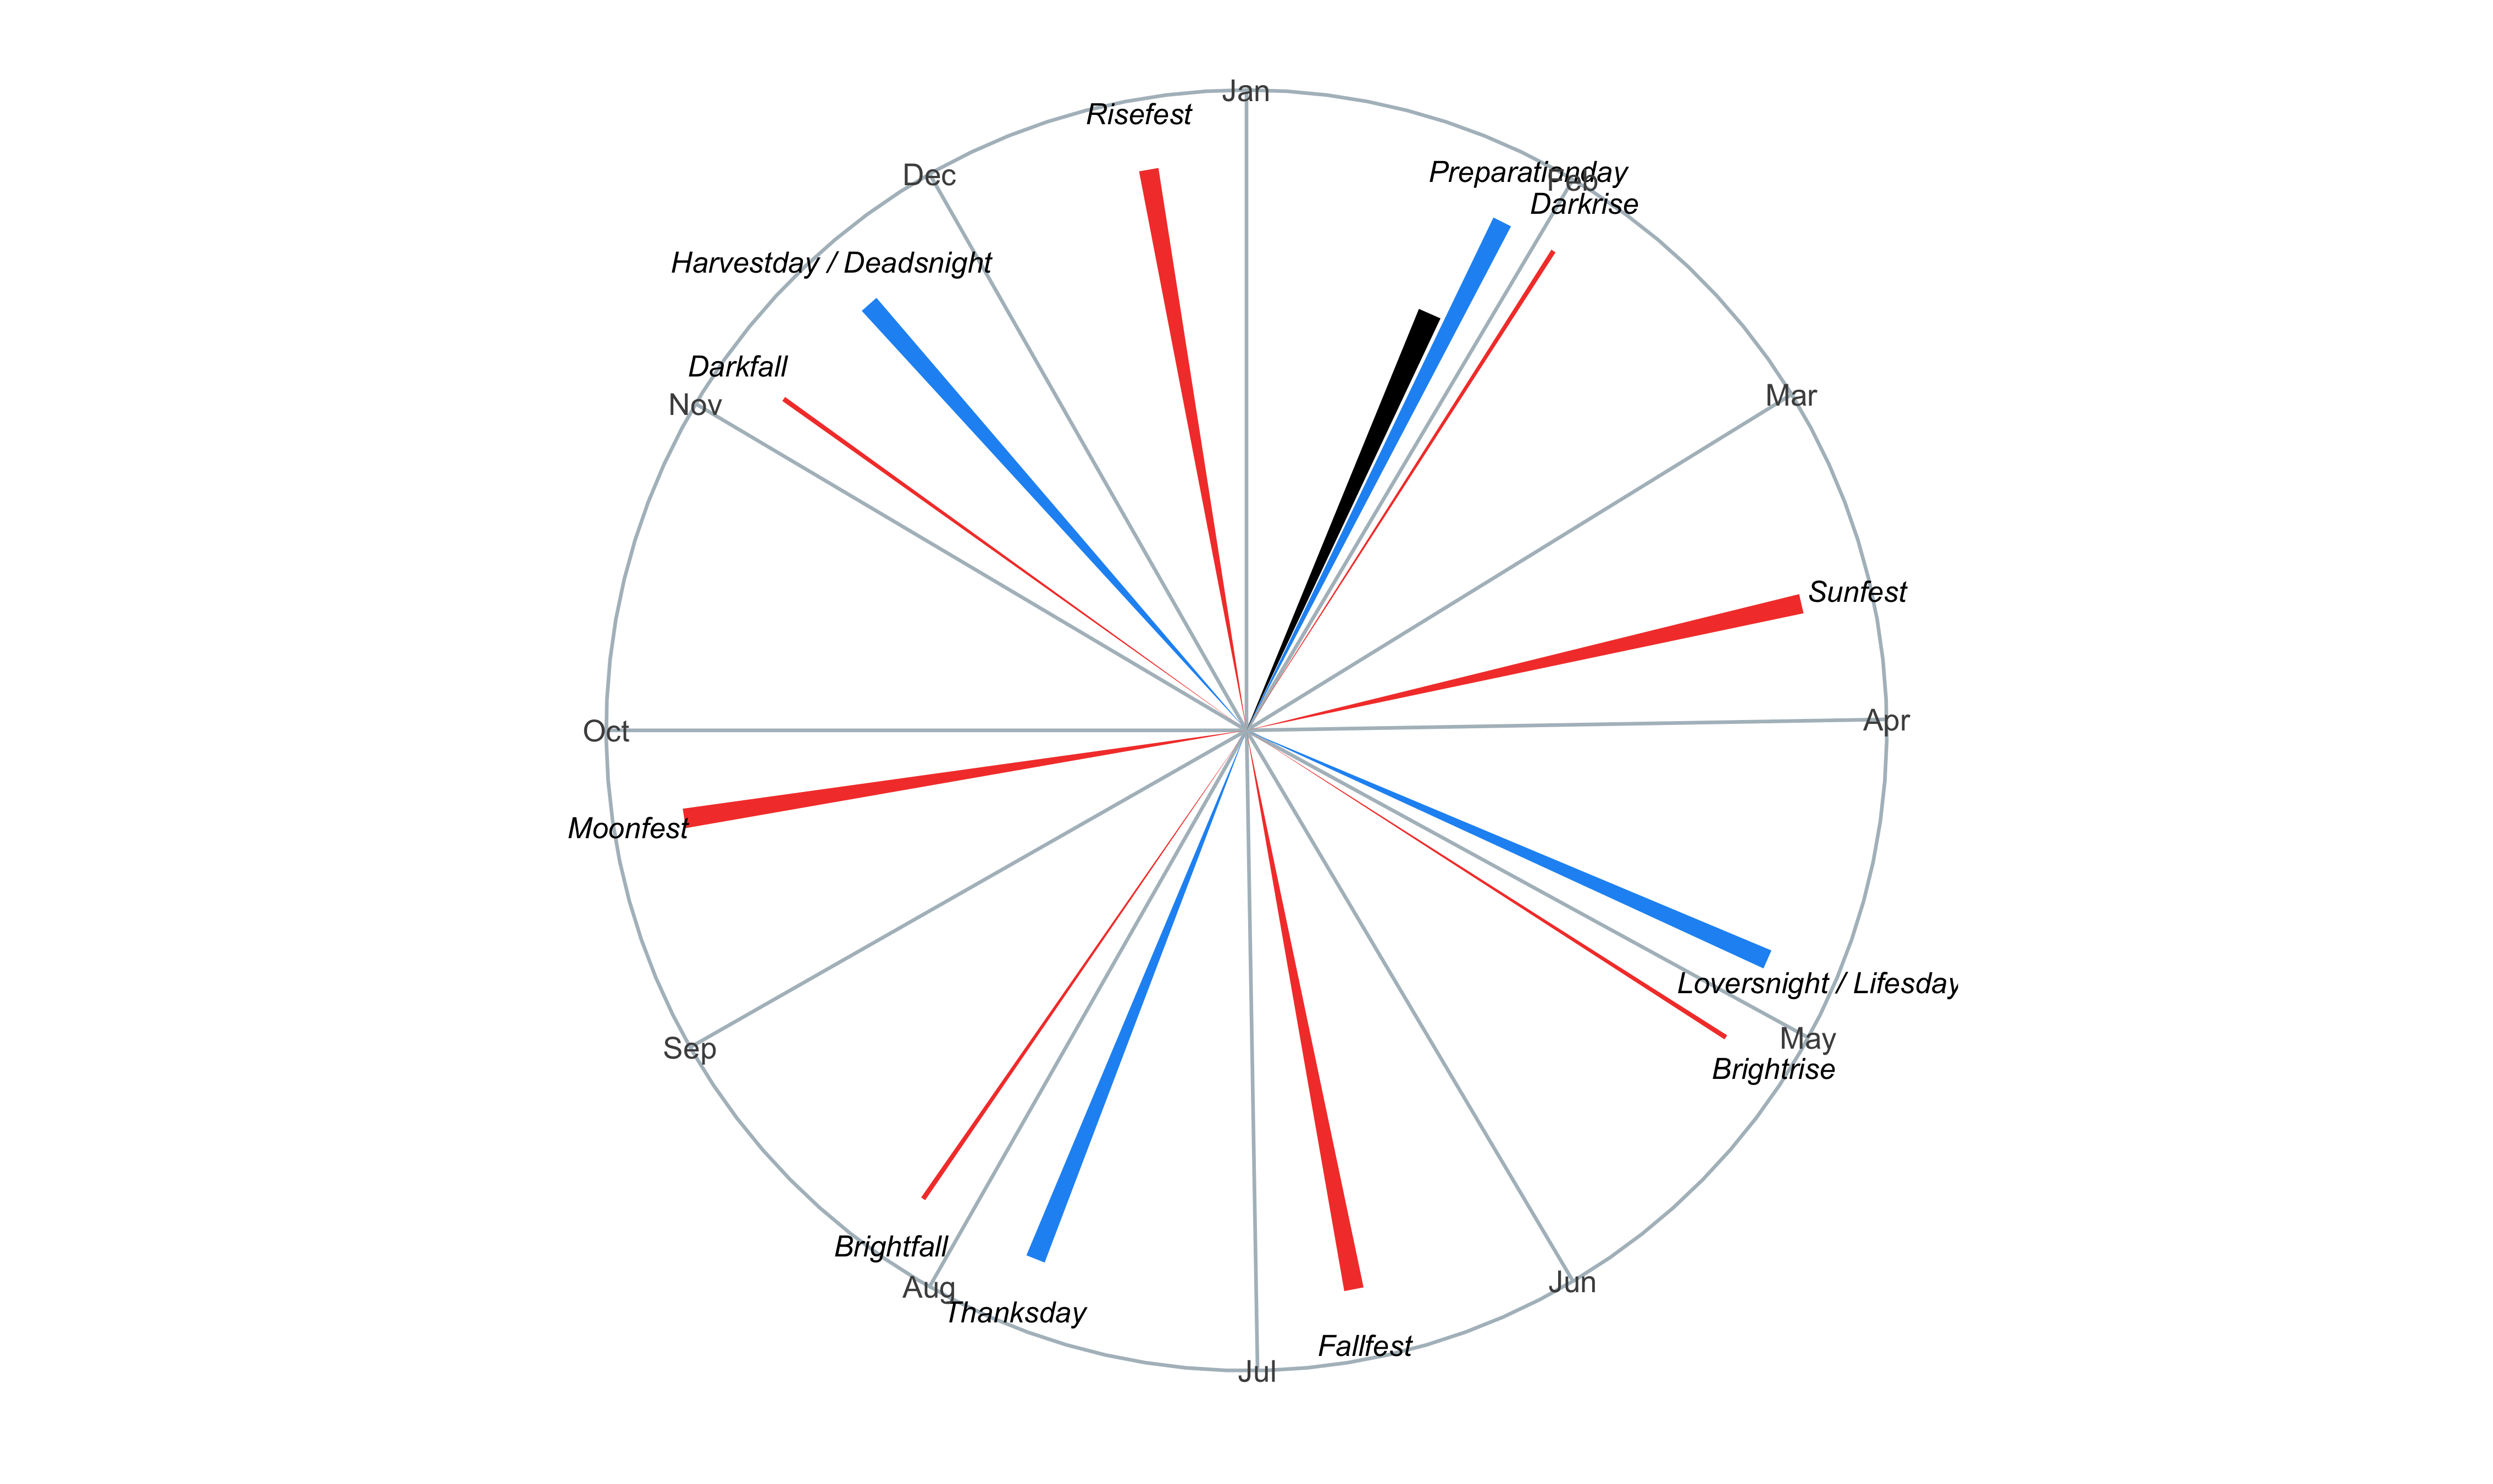 Jan
Risefest
Preparationday
Dec
Feb
Darkrise
Harvestday / Deadsnight
Darkfall
Nov
Mar
Sunfest
Oct
Apr
Moonfest
Loversnight / Lifesday
Sep
May
Brightrise
Brightfall
Aug
Jun
Thanksday
Fallfest
Jul